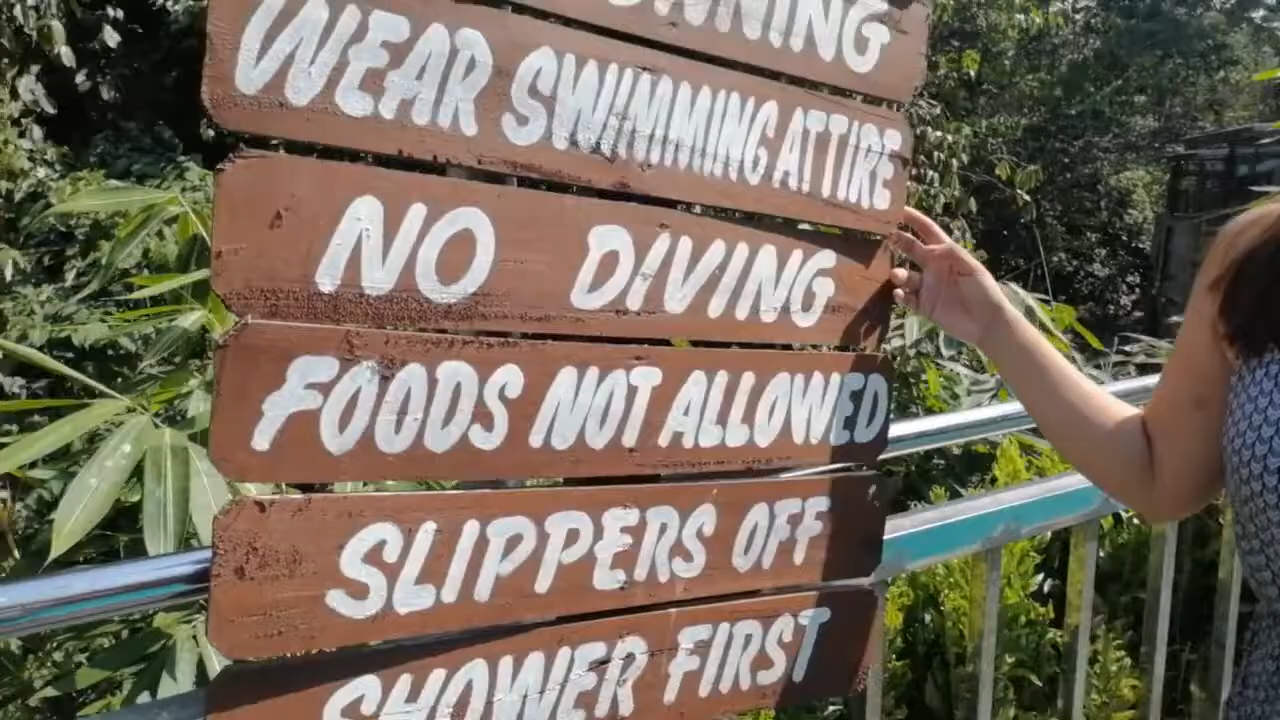 WEAR SWIMMING ATTIRE
NO DIVING
FOODS NOT ALLOWED
SLIPPERS OFF
SHOWER FIRST